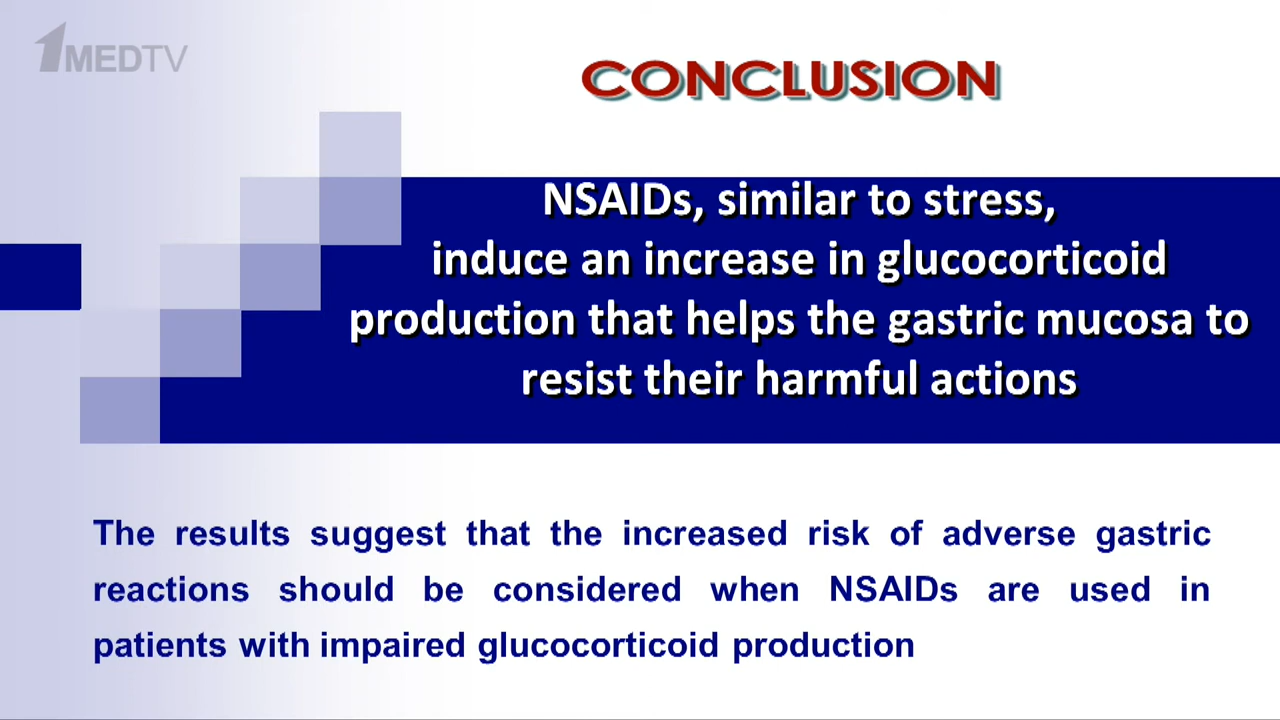 1MEDTV
CONCLUSION
NSAIDs, similar to stress,
induce an increase in glucocorticoid
production that helps the gastric mucosa to
resist their harmful actions
The results suggest that the increased risk of adverse gastric
reactions should be considered when NSAIDs are used in
patients with impaired glucocorticoid production